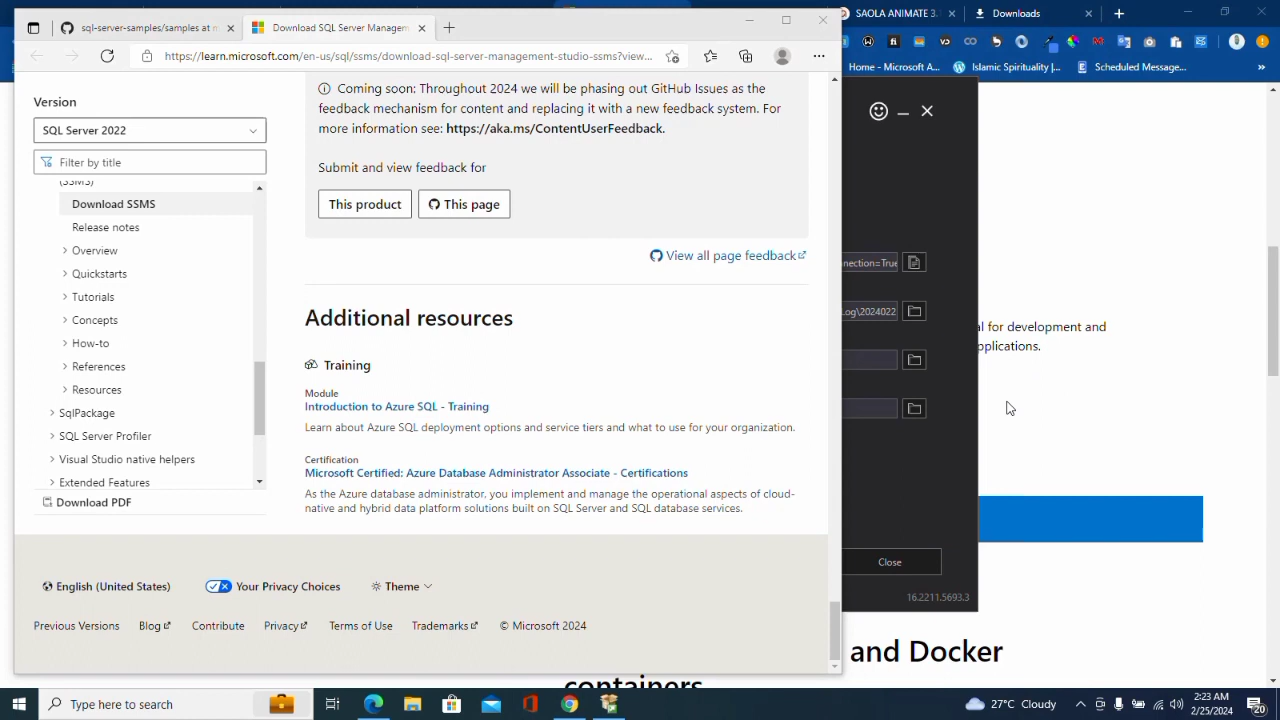 sql-server-samples/samples at m
Download SQL Server Managem
SAOLA ANIMATE 3.
Downloads
https://learn.microsoft.com/en-us/sql/ssms/download-sql-server-management-studio-ssms?view...
Home - Microsoft A...
Islamic Spirituality |...
Scheduled Message...
Version
SQL Server 2022
Filter by title
(SSMS)
Download SSMS
Release notes
Overview
Quickstarts
Tutorials
Concepts
How-to
References
Resources
SqlPackage
SQL Server Profiler
Visual Studio native helpers
Extended Features
Download PDF
Coming soon: Throughout 2024 we will be phasing out GitHub Issues as the
feedback mechanism for content and replacing it with a new feedback system. For
more information see: https://aka.ms/ContentUserFeedback.
Submit and view feedback for
This product
This page
View all page feedback
Additional resources
Training
Module
Introduction to Azure SQL - Training
Learn about Azure SQL deployment options and service tiers and what to use for your organization.
Certification
Microsoft Certified: Azure Database Administrator Associate - Certifications
As the Azure database administrator, you implement and manage the operational aspects of cloud-
native and hybrid data platform solutions built on SQL Server and SQL database services.
English (United States)
Your Privacy Choices
Theme
Previous Versions
Blog
Contribute
Privacy
Terms of Use
Trademarks
© Microsoft 2024
nnection=True
Log\2024022
Close
16.2211.5693.3
al for development and
pplications.
and Docker
containers
Type here to search
27°C Cloudy
2:23 AM
2/25/2024
20